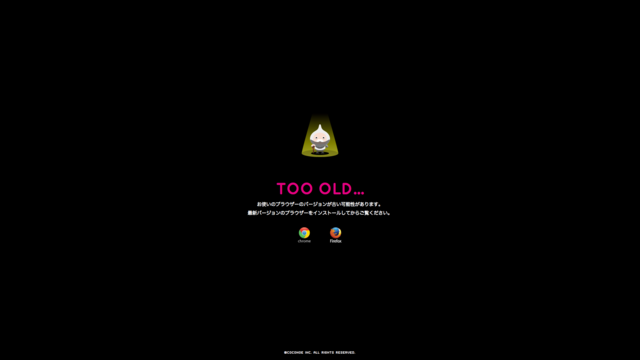 TOO OLD...
お使いのブラウザーのバージョンが古い可能性があります。
最新バージョンのブラウザーをインストールしてからご覧ください。
chrome
Firefox
INC. ALL RIGHTS RESERVED.